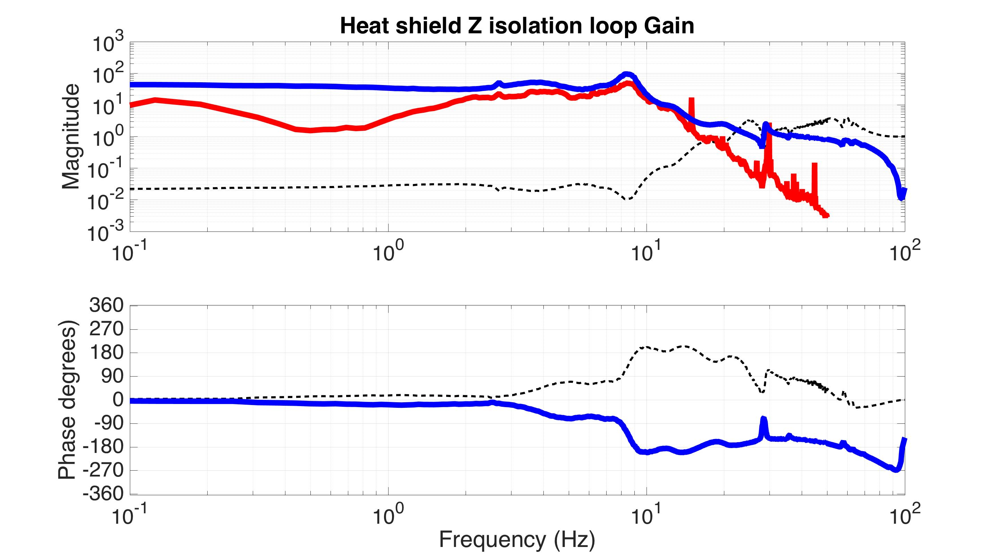 Heat shield Z isolation loop Gain
Magnitude
10^3
10^2
10^1
10^0
10^-1
10^-2
10^-3
10^-1 10^0 10^1 10^2
Phase degrees)
360
270
180
90
0
-90
-180
-270
-360
10^-1 10^0 10^1 10^2
Frequency (Hz)